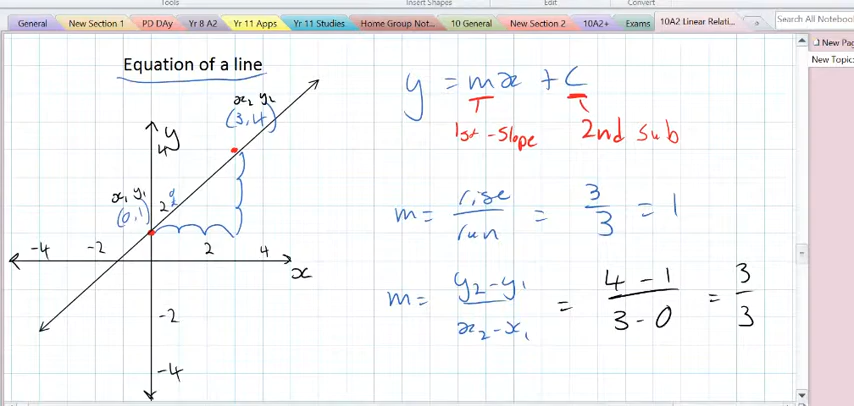 Tools Insert Shapes Edit Convert
General New Section 1 PD DAy Yr 8 A2 Yr 11 Apps Yr 11 Studies Home Group Not... 10 General New Section 2 10A2+ Exams 10A2 Linear Relati... Search All Notebook
New Pag
New Topic:
Equation of a line
y = mx + c
1st - Slope 2nd sub
x₂ y₂
(3,4)
y
4
x₁ y₁
(0,1)
2
-4 -2 2 4
x
-2
-4
m = rise/run = 3/3 = 1
m = y₂-y₁/x₂-x₁ = 4-1/3-0 = 3/3